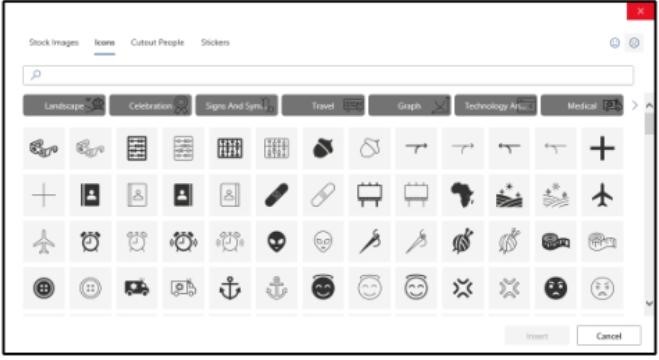 Stock Images Icons Cutout People Stickers
Landscape Celebration Signs And Sym... Travel Graph Technology An... Medical
Insert Cancel